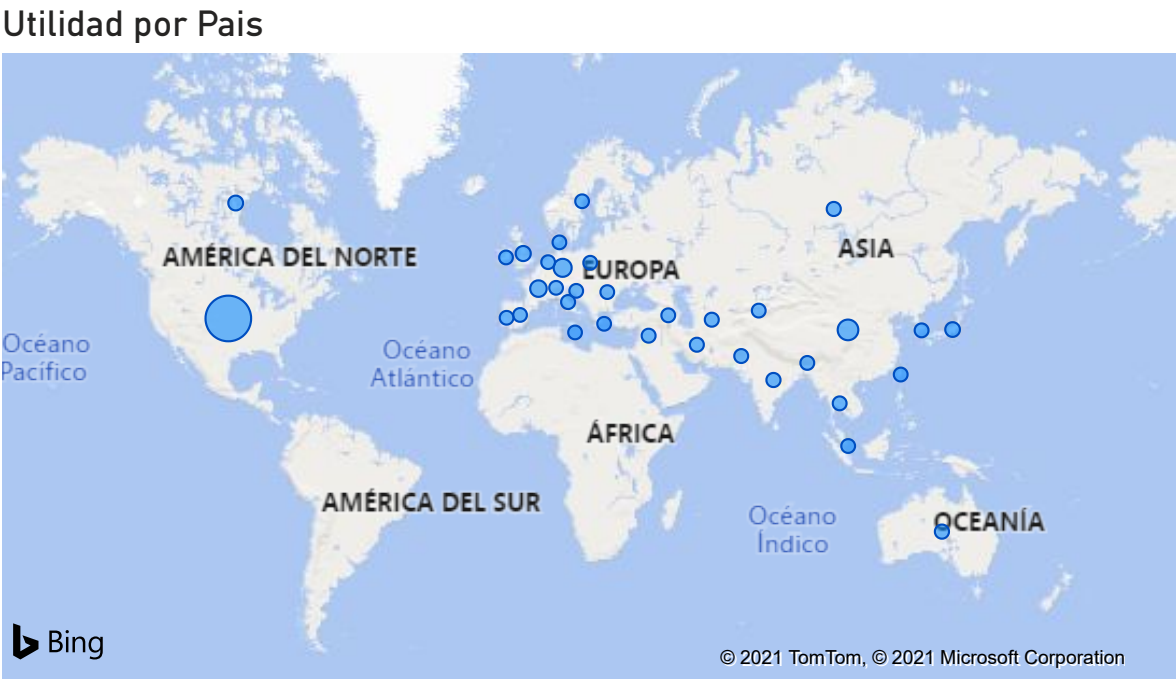 Utilidad por Pais
AMÉRICA DEL NORTE
ASIA
EUROPA
Océano
Pacífico
Océano
Atlántico
ÁFRICA
AMÉRICA DEL SUR
Océano
Índico
OCEANÍA
Bing
© 2021 TomTom, © 2021 Microsoft Corporation